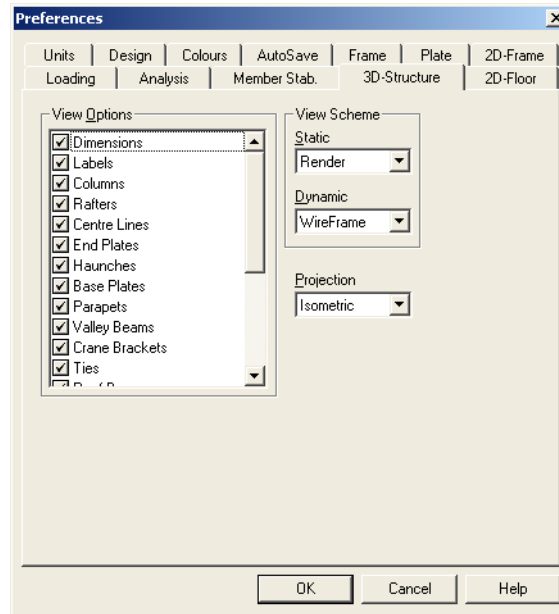 Preferences
Units Design Colours AutoSave Frame Plate 2D-Frame
Loading Analysis Member Stab. 3D-Structure 2D-Floor
View Options
Dimensions
Labels
Columns
Rafters
Centre Lines
End Plates
Haunches
Base Plates
Parapets
Valley Beams
Crane Brackets
Ties
View Scheme
Static
Render
Dynamic
WireFrame
Projection
Isometric
OK Cancel Help